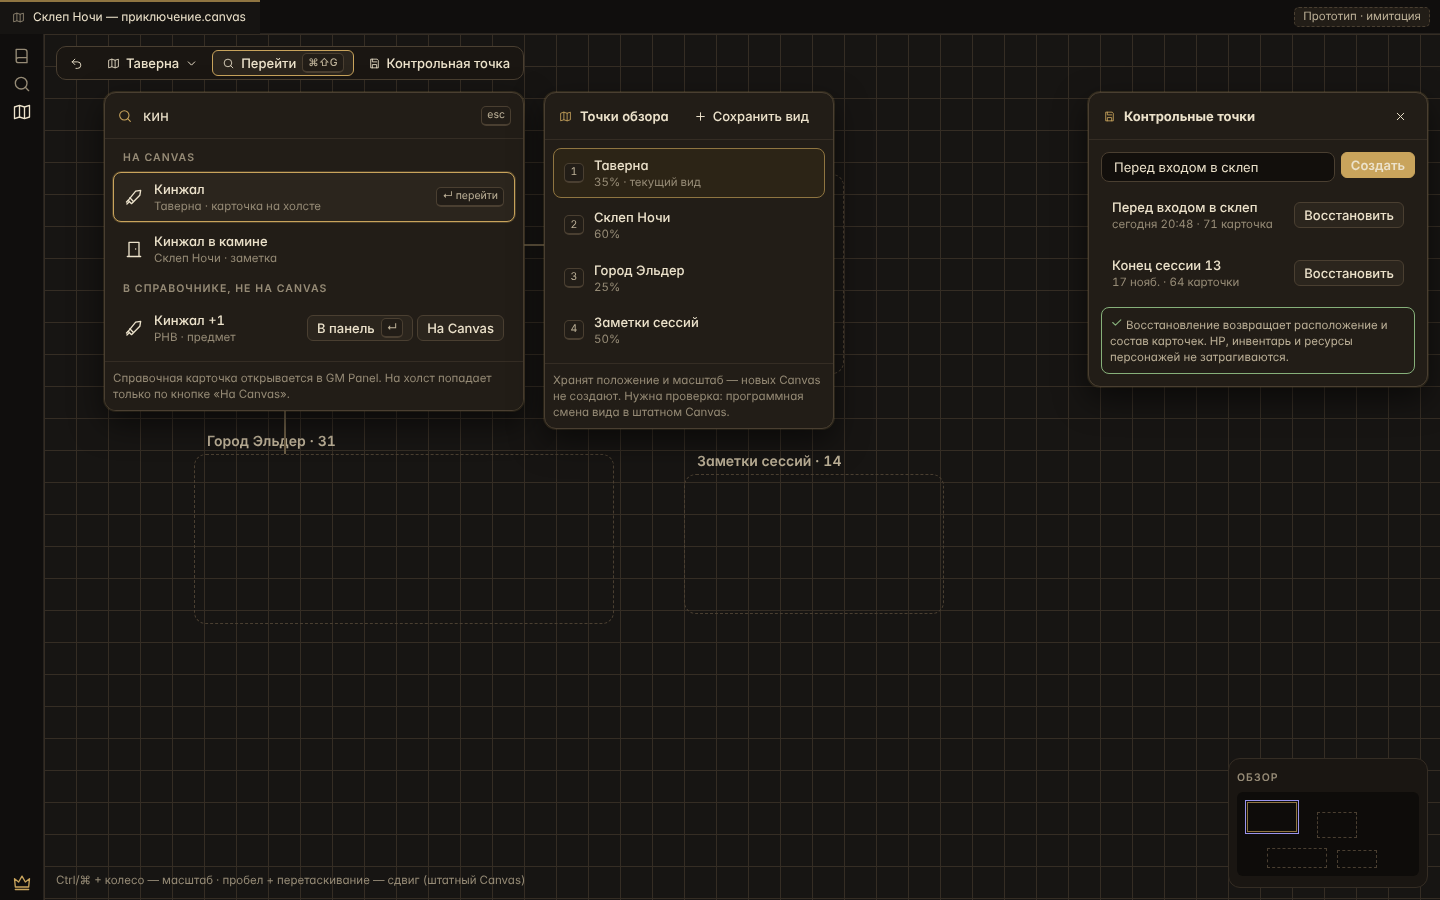 Склеп Ночи — приключение.canvas
Прототип · имитация
Таверна
Перейти ⌘⇧G
Контрольная точка
кин
esc
НА CANVAS
Кинжал
Таверна · карточка на холсте
↵ перейти
Кинжал в камине
Склеп Ночи · заметка
В СПРАВОЧНИКЕ, НЕ НА CANVAS
Кинжал +1
PHB · предмет
В панель ↵
На Canvas
Справочная карточка открывается в GM Panel. На холст попадает
только по кнопке «На Canvas».
Точки обзора
+ Сохранить вид
1
Таверна
35% · текущий вид
2
Склеп Ночи
60%
3
Город Эльдер
25%
4
Заметки сессий
50%
Хранят положение и масштаб — новых Canvas
не создают. Нужна проверка: программная
смена вида в штатном Canvas.
Контрольные точки
Перед входом в склеп
Создать
Перед входом в склеп
сегодня 20:48 · 71 карточка
Восстановить
Конец сессии 13
17 нояб. · 64 карточки
Восстановить
✓ Восстановление возвращает расположение и
состав карточек. HP, инвентарь и ресурсы
персонажей не затрагиваются.
Город Эльдер · 31
Заметки сессий · 14
ОБЗОР
Ctrl/⌘ + колесо — масштаб · пробел + перетаскивание — сдвиг (штатный Canvas)